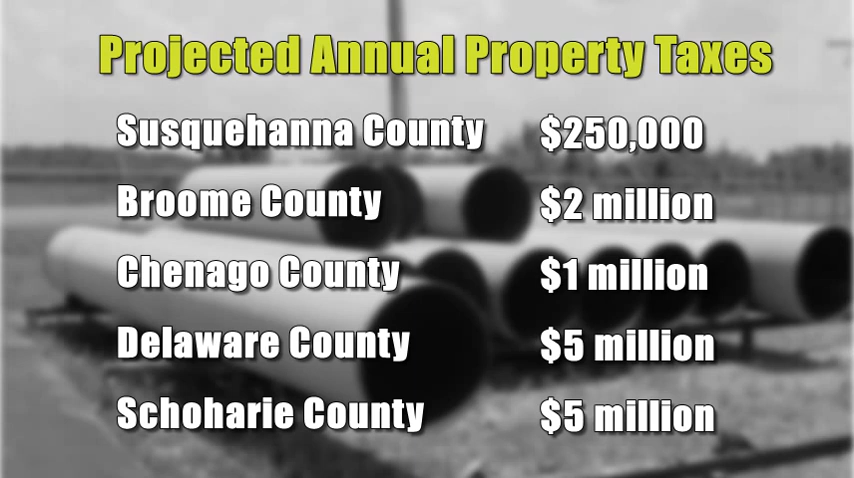 Projected Annual Property Taxes
Susquehanna County $250,000
Broome County $2 million
Chenago County $1 million
Delaware County $5 million
Schoharie County $5 million